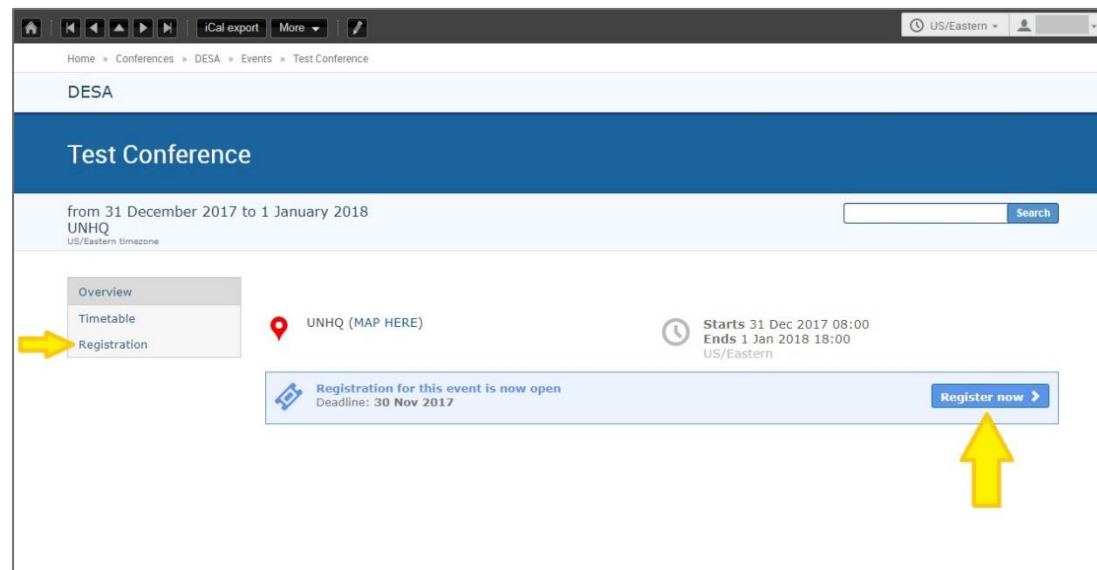 iCal export More US/Eastern
Home » Conferences » DESA » Events » Test Conference
DESA
Test Conference
from 31 December 2017 to 1 January 2018
UNHQ
US/Eastern timezone
Search
Overview
Timetable
Registration
UNHQ (MAP HERE)
Starts 31 Dec 2017 08:00
Ends 1 Jan 2018 18:00
US/Eastern
Registration for this event is now open
Deadline: 30 Nov 2017
Register now